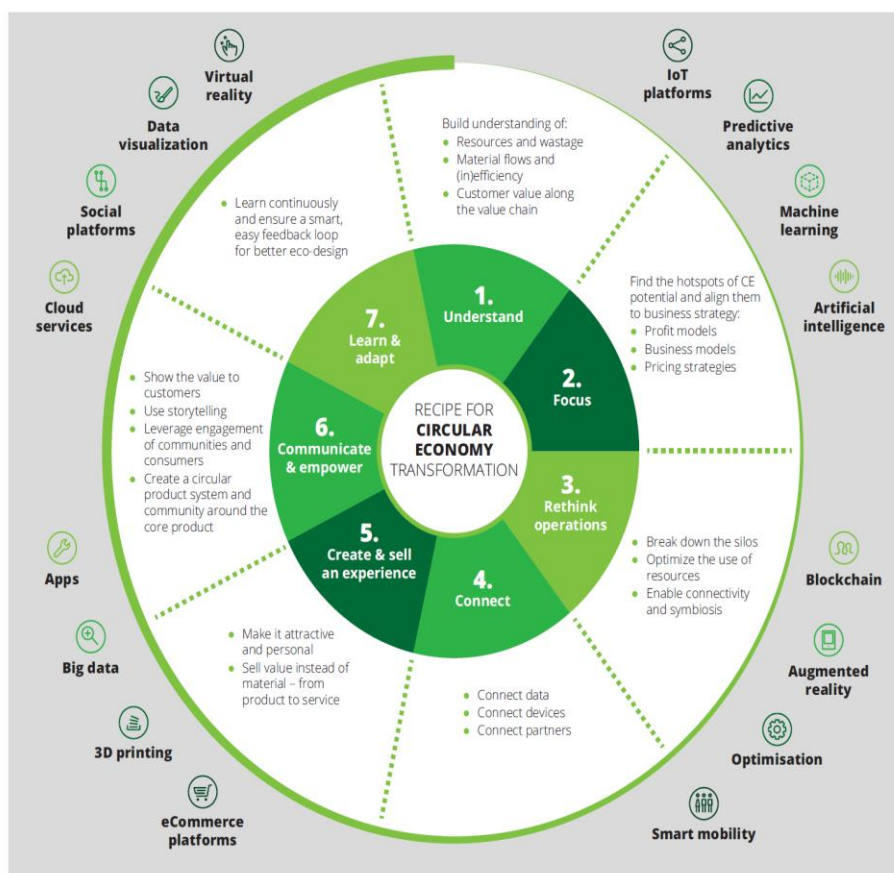 Virtual
reality
Data
visualization
Social
platforms
Cloud
services
IoT
platforms
Predictive
analytics
Machine
learning
Artificial
intelligence
Build understanding of:
Resources and wastage
Material flows and
(in)efficiency
Customer value along
the value chain
Learn continuously
and ensure a smart,
easy feedback loop
for better eco-design
Find the hotspots of CE
potential and align them
to business strategy:
Profit models
Business models
Pricing strategies
1.
Understand
2.
Focus
3.
Rethink
operations
4.
Connect
5.
Create & sell
an experience
6.
Communicate
& empower
7.
Learn &
adapt
RECIPE FOR
CIRCULAR
ECONOMY
TRANSFORMATION
Show the value to
customers
Use storytelling
Leverage engagement
of communities and
consumers
Create a circular
product system and
community around the
core product
Break down the silos
Optimize the use of
resources
Enable connectivity
and symbiosis
Make it attractive
and personal
Sell value instead of
material – from
product to service
Connect data
Connect devices
Connect partners
Apps
Big data
3D printing
eCommerce
platforms
Blockchain
Augmented
reality
Optimisation
Smart mobility